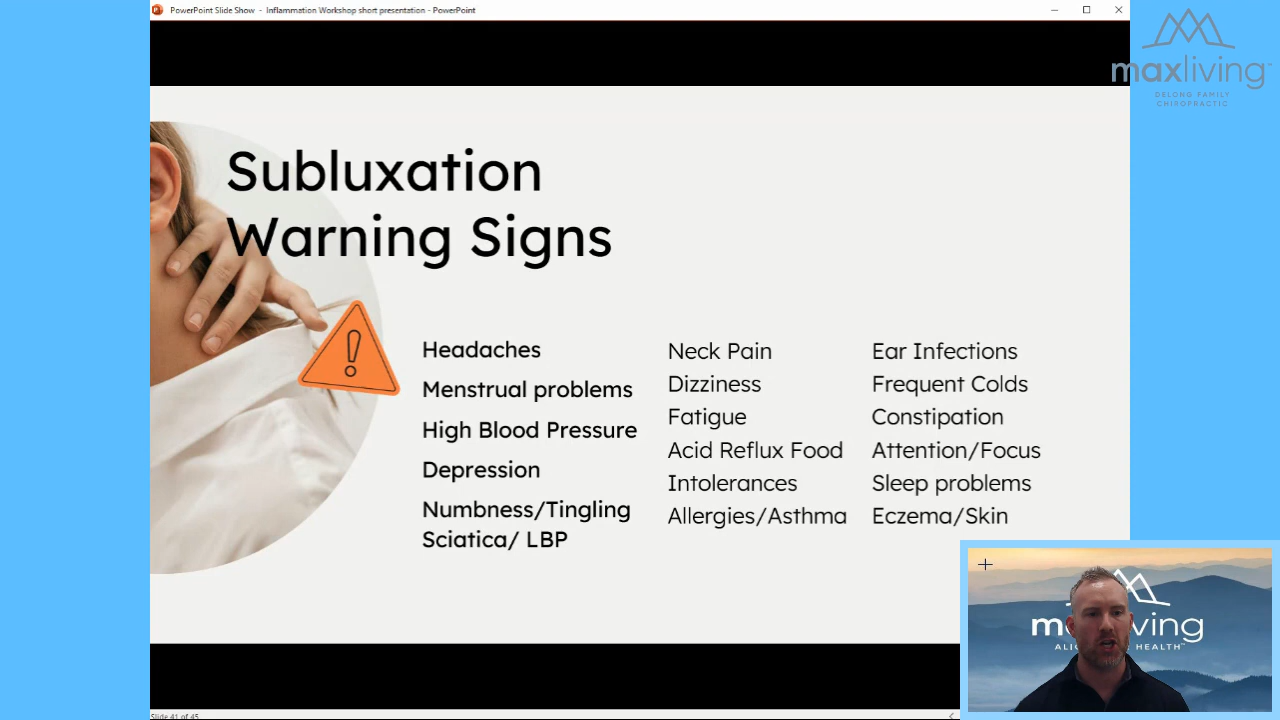 PowerPoint Slide Show - Inflammation Workshop short presentation - PowerPoint
maxliving
DELONG FAMILY
CHIROPRACTIC
Subluxation
Warning Signs
Headaches
Menstrual problems
High Blood Pressure
Depression
Numbness/Tingling
Sciatica/ LBP
Neck Pain
Dizziness
Fatigue
Acid Reflux Food
Intolerances
Allergies/Asthma
Ear Infections
Frequent Colds
Constipation
Attention/Focus
Sleep problems
Eczema/Skin
Slide 41 of 45